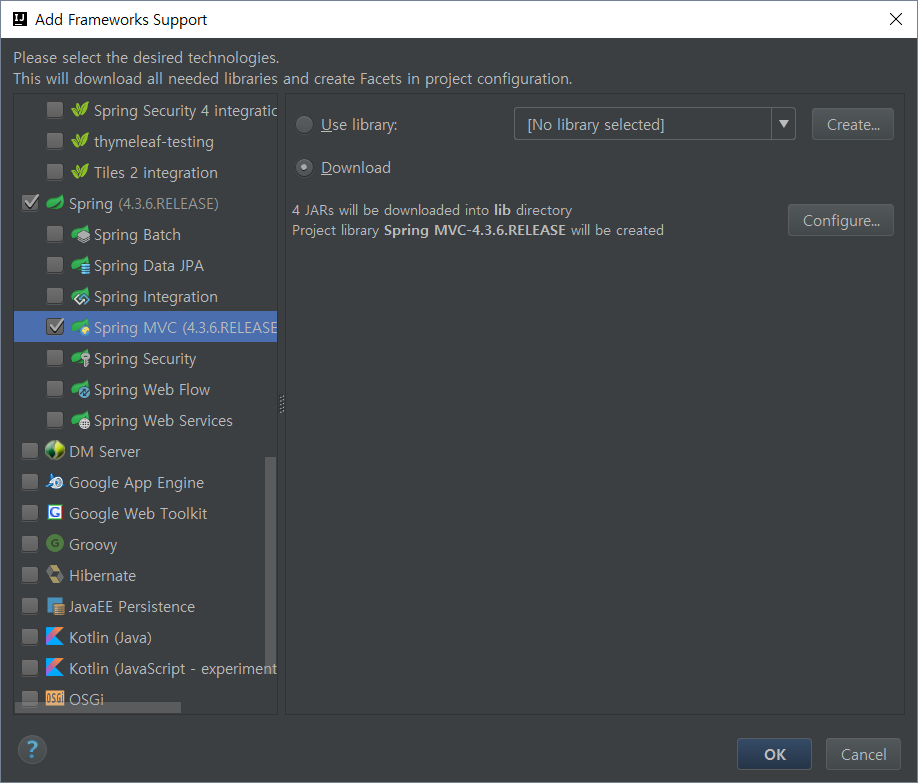 Add Frameworks Support
Please select the desired technologies.
This will download all needed libraries and create Facets in project configuration.
Spring Security 4 integratic
thymeleaf-testing
Tiles 2 integration
Spring (4.3.6.RELEASE)
Spring Batch
Spring Data JPA
Spring Integration
Spring MVC (4.3.6.RELEASE
Spring Security
Spring Web Flow
Spring Web Services
DM Server
Google App Engine
Google Web Toolkit
Groovy
Hibernate
JavaEE Persistence
Kotlin (Java)
Kotlin (JavaScript - experiment
OSGi
Use library:
[No library selected]
Create...
Download
4 JARs will be downloaded into lib directory
Project library Spring MVC-4.3.6.RELEASE will be created
Configure...
?
OK
Cancel